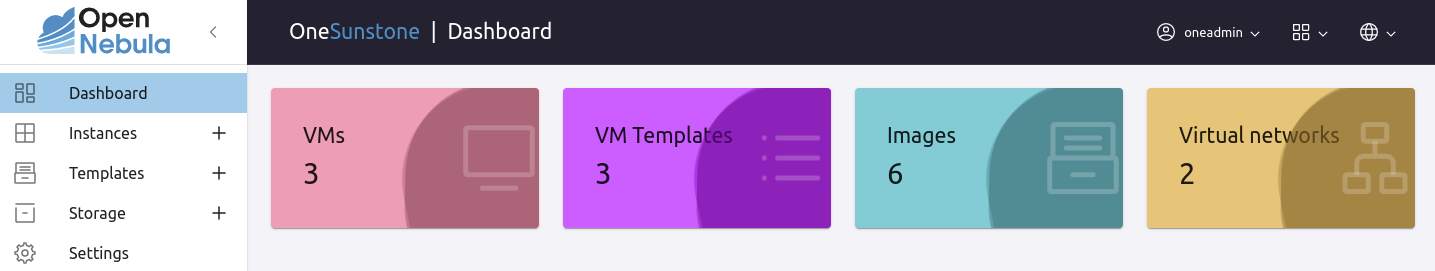 Open
Nebula
OneSunstone | Dashboard
oneadmin
Dashboard
Instances
Templates
Storage
Settings
VMs
3
VM Templates
3
Images
6
Virtual networks
2